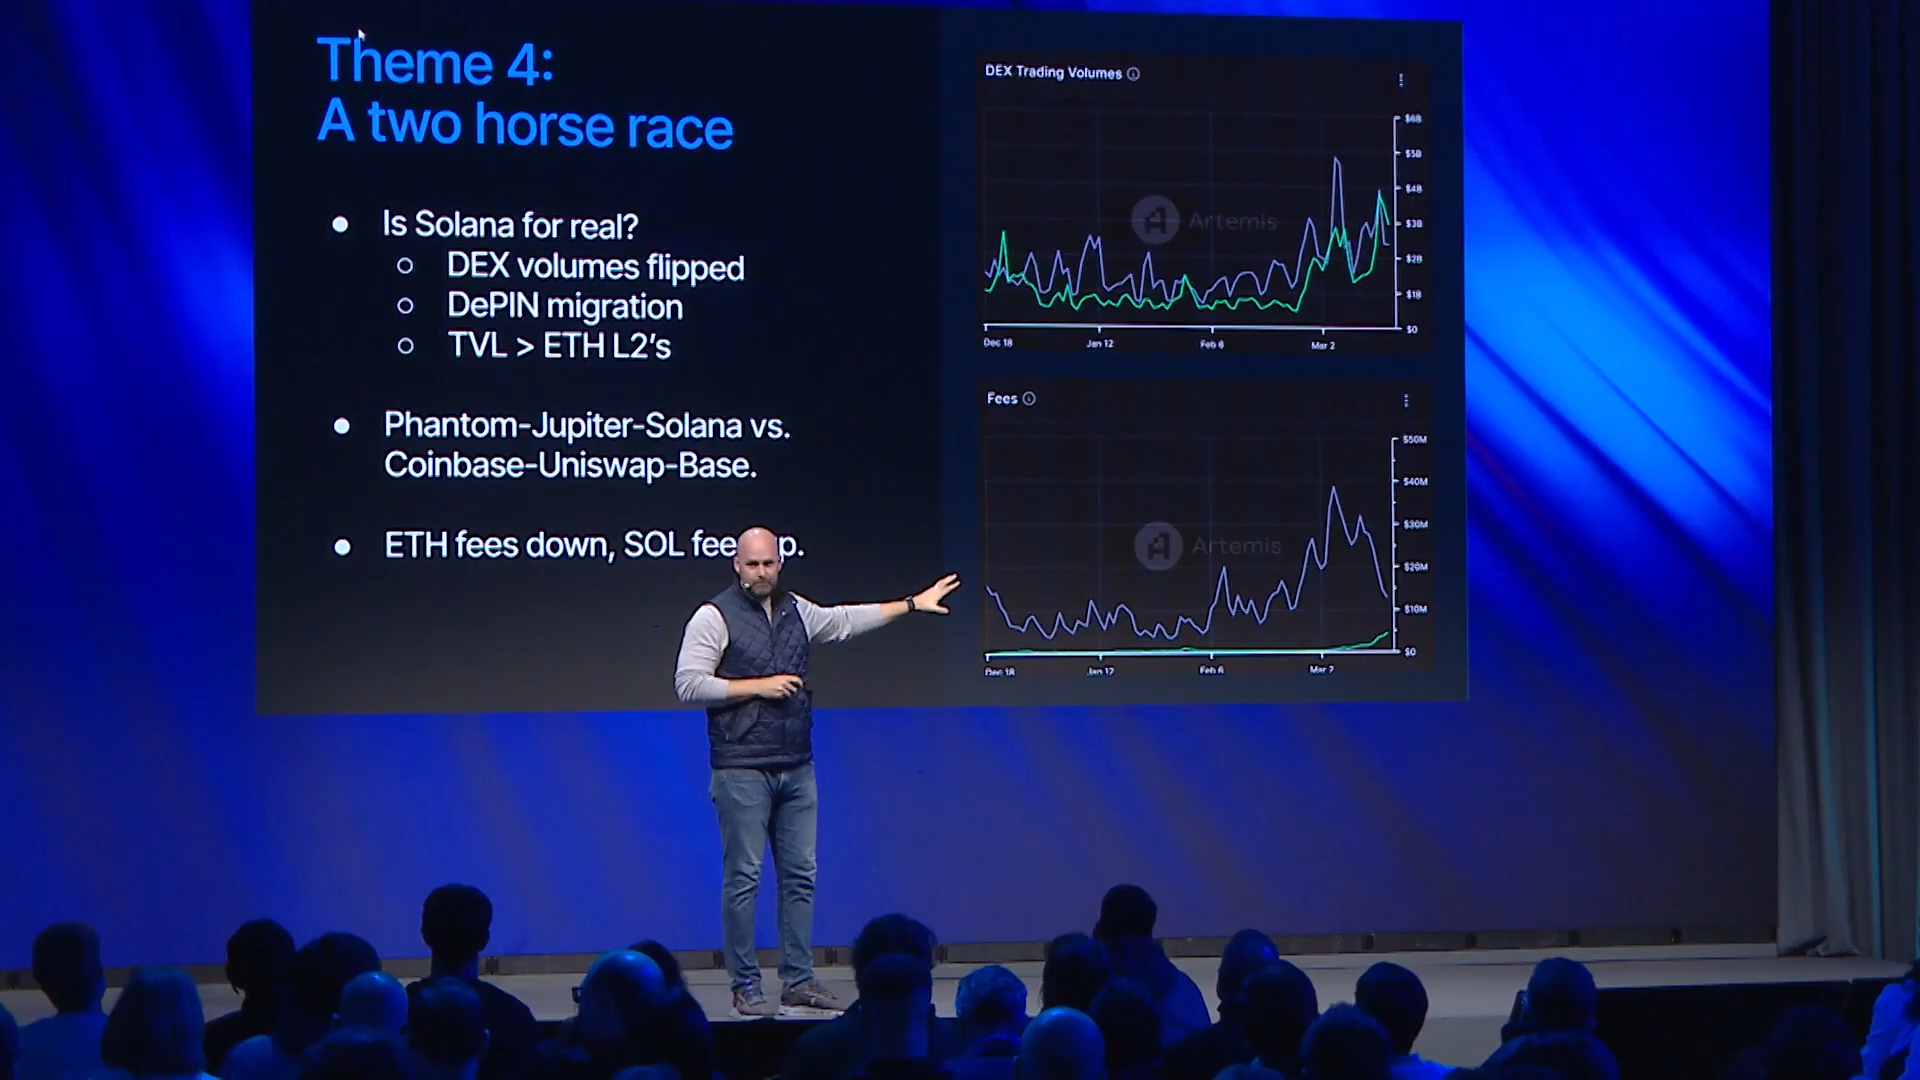 Theme 4:
A two horse race
● Is Solana for real?
○ DEX volumes flipped
○ DePIN migration
○ TVL > ETH L2’s
● Phantom-Jupiter-Solana vs.
Coinbase-Uniswap-Base.
● ETH fees down, SOL fee p.
DEX Trading Volumes
Artemis
$6B
$5B
$4B
$3B
$2B
$1B
$0
Dec 18 Jan 12 Feb 6 Mar 2
Fees
Artemis
$50M
$40M
$30M
$20M
$10M
$0
Dec 18 Jan 12 Feb 6 Mar 2